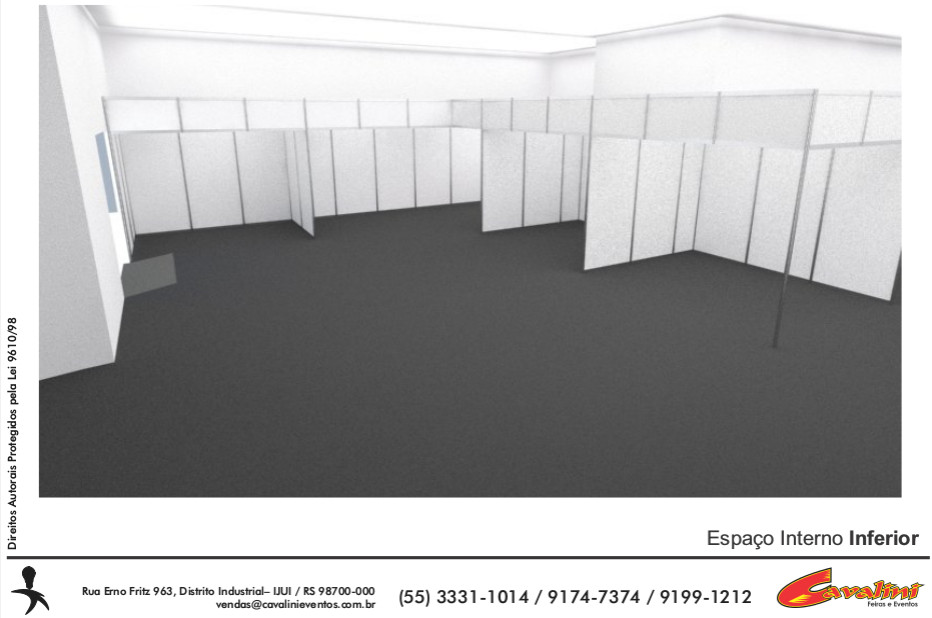 Direitos Autorais Protegidos pela Lei 9610/98
Espaço Interno Inferior
Rua Erno Fritz 963, Distrito Industrial– IJUI / RS 98700-000
vendas@cavalinieventos.com.br
(55) 3331-1014 / 9174-7374 / 9199-1212
Cavalini
Feiras e Eventos